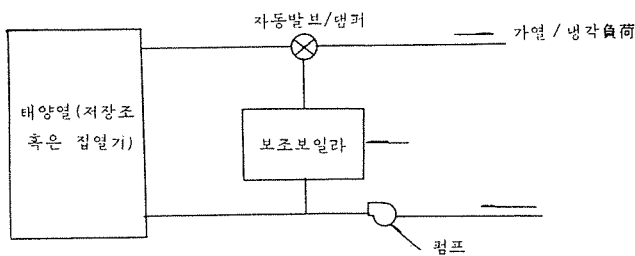 자동발브/댐퍼
가열/냉각負荷
태양열(저장조
혹은 집열기)
보조보일라
펌프